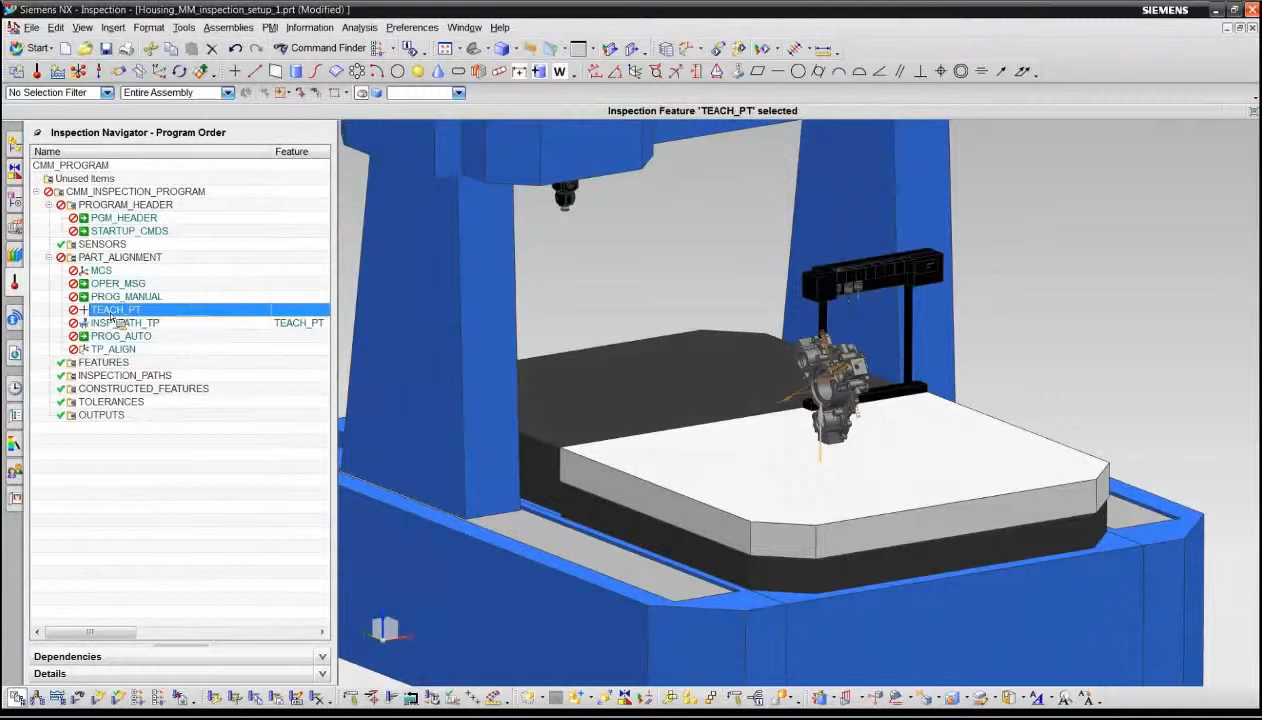 Siemens NX - Inspection - [Housing_MM_inspection_setup_1.prt (Modified) ]
SIEMENS
File Edit View Insert Format Tools Assemblies PMI Information Analysis Preferences Window Help
Start Command Finder
W
No Selection Filter Entire Assembly
Inspection Feature 'TEACH_PT' selected
Inspection Navigator - Program Order
Name Feature
CMM_PROGRAM
Unused Items
CMM_INSPECTION_PROGRAM
PROGRAM_HEADER
PGM_HEADER
STARTUP_CMDS
SENSORS
PART_ALIGNMENT
MCS
OPER_MSG
PROG_MANUAL
TEACH_PT
INSP_PATH_TP TEACH_PT
PROG_AUTO
TP_ALIGN
FEATURES
INSPECTION_PATHS
CONSTRUCTED_FEATURES
TOLERANCES
OUTPUTS
Dependencies
Details